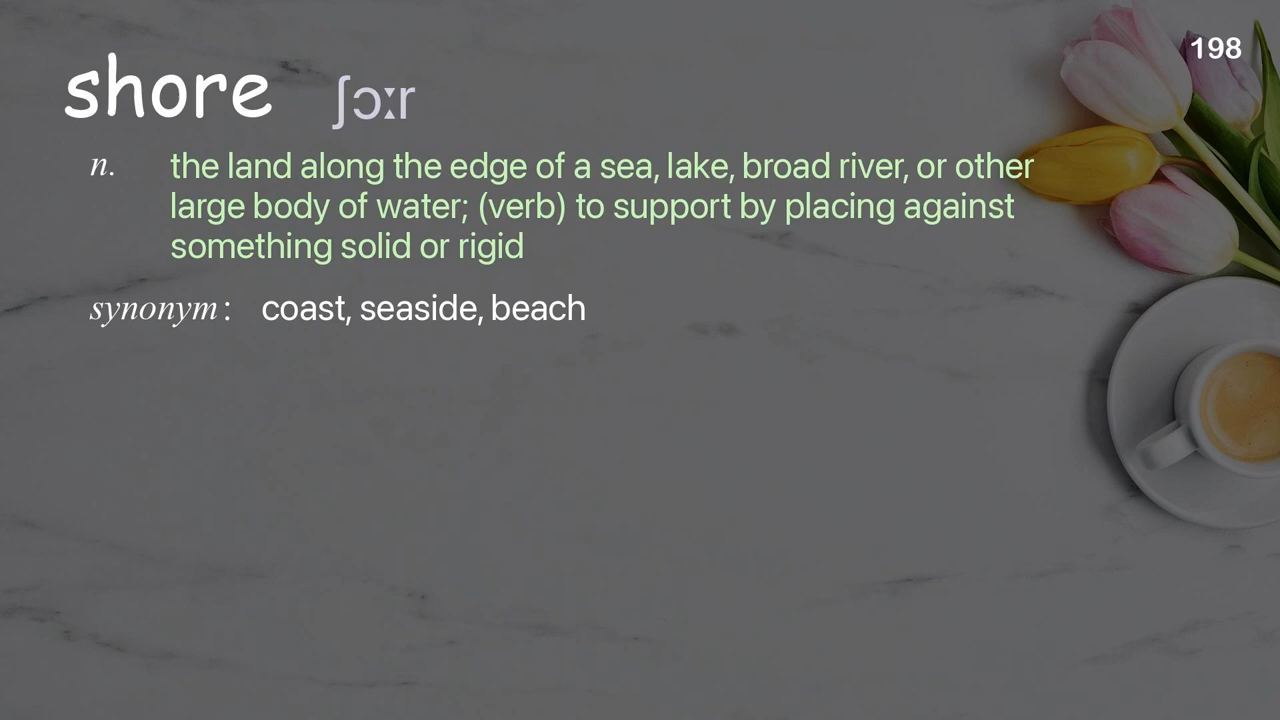 198
shore ʃɔːr
n. the land along the edge of a sea, lake, broad river, or other
large body of water; (verb) to support by placing against
something solid or rigid
synonym: coast, seaside, beach